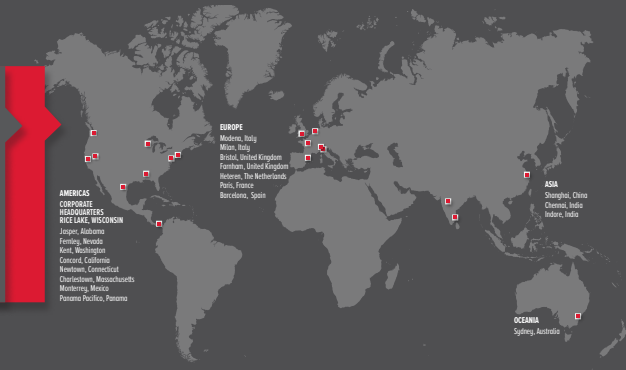 EUROPE
Modena, Italy
Milan, Italy
Bristol, United Kingdom
Farnham, United Kingdom
Heteren, The Netherlands
Paris, France
Barcelona, Spain
AMERICAS
CORPORATE
HEADQUARTERS
RICE LAKE, WISCONSIN
Jasper, Alabama
Fernley, Nevada
Kent, Washington
Concord, California
Newtown, Connecticut
Charlestown, Massachusetts
Monterrey, Mexico
Panama Pacifico, Panama
ASIA
Shanghai, China
Chennai, India
Indore, India
OCEANIA
Sydney, Australia